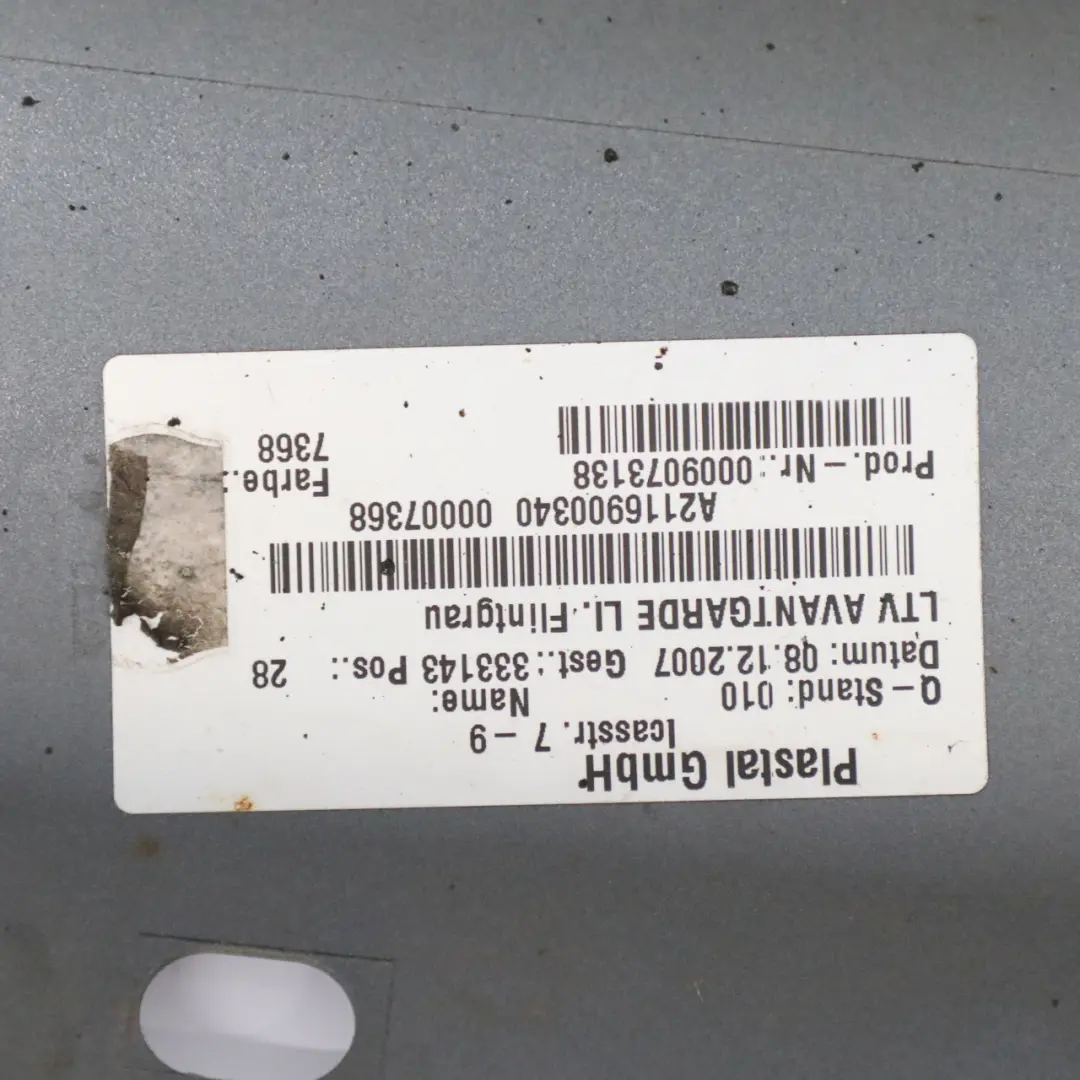 Plastal GmbH
Icasstr. 7-9
Q-Stand: 010 Name:
Datum: 08.12.2007 Gest.: 333143 Pos.: 28
LTV AVANTGARDE LI. Flintgrau
A2116900340 00007368
Prod.-Nr.: 0009073138 Farbe.:
7368